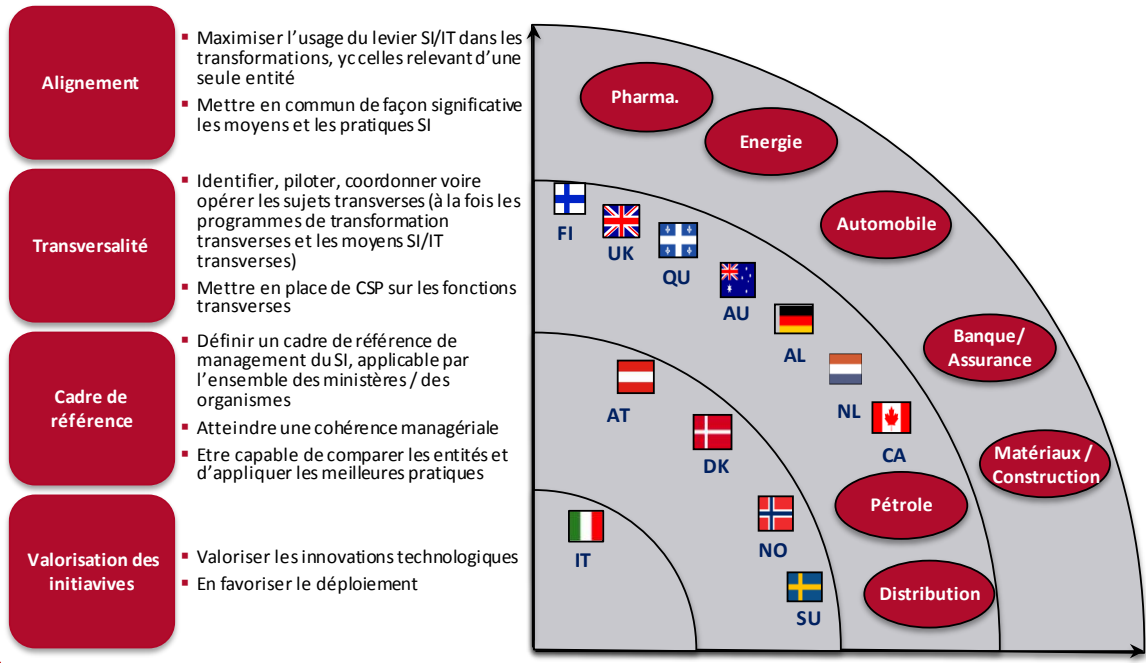 Alignement
▪ Maximiser l’usage du levier SI/IT dans les
transformations, yc celles relevant d’une
seule entité
▪ Mettre en commun de façon significative
les moyens et les pratiques SI
Transversalité
▪ Identifier, piloter, coordonner voire
opérer les sujets transverses (à la fois les
programmes de transformation
transverses et les moyens SI/IT
transverses)
▪ Mettre en place de CSP sur les fonctions
transverses
Cadre de
référence
▪ Définir un cadre de référence de
management du SI, applicable par
l’ensemble des ministères / des
organismes
▪ Atteindre une cohérence managériale
▪ Etre capable de comparer les entités et
d’appliquer les meilleures pratiques
Valorisation des
initiavives
▪ Valoriser les innovations technologiques
▪ En favoriser le déploiement
Pharma.
Energie
Automobile
Banque/
Assurance
Matériaux /
Construction
FI
UK
QU
AU
AL
NL
CA
Pétrole
Distribution
AT
DK
NO
SU
IT